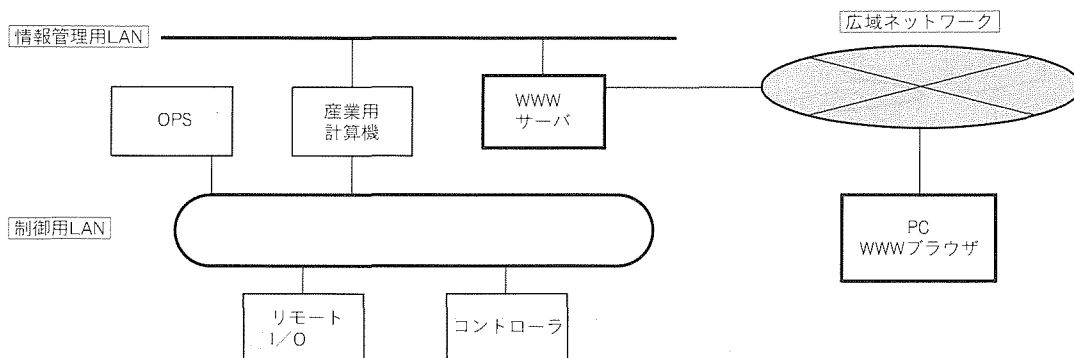 情報管理用LAN
広域ネットワーク
OPS
産業用
計算機
WWW
サーバ
制御用LAN
PC
WWWブラウザ
リモート
I/O
コントローラ